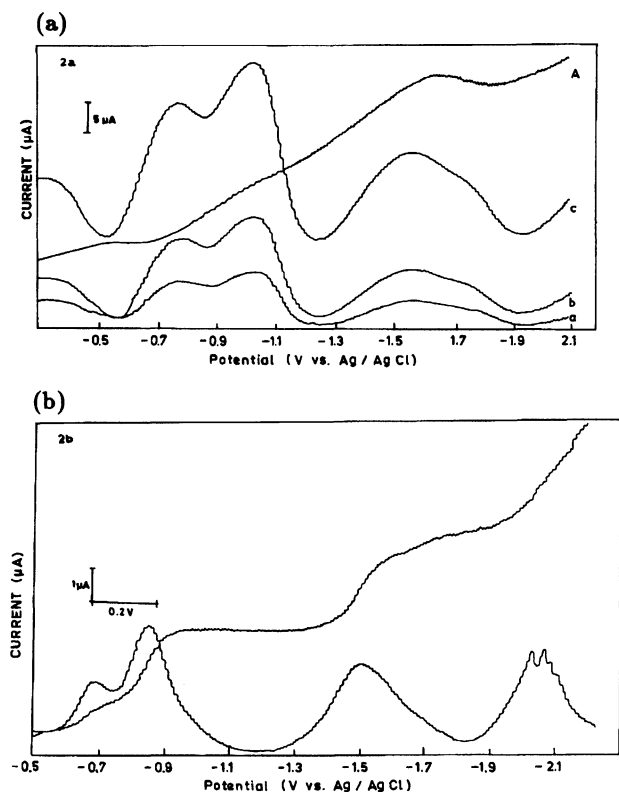 (a)
2a
A
5 μA
CURRENT (μA)
c
b
a
-0.5 -0.7 -0.9 -1.1 -1.3 -1.5 -1.7 -1.9 2.1
Potential (V vs. Ag / Ag Cl)
(b)
2b
1μA
0.2 V
CURRENT (μA)
-0.5 -0.7 -0.9 -1.1 -1.3 -1.5 -1.7 -1.9 - 2.1
Potential (V vs. Ag / Ag Cl)